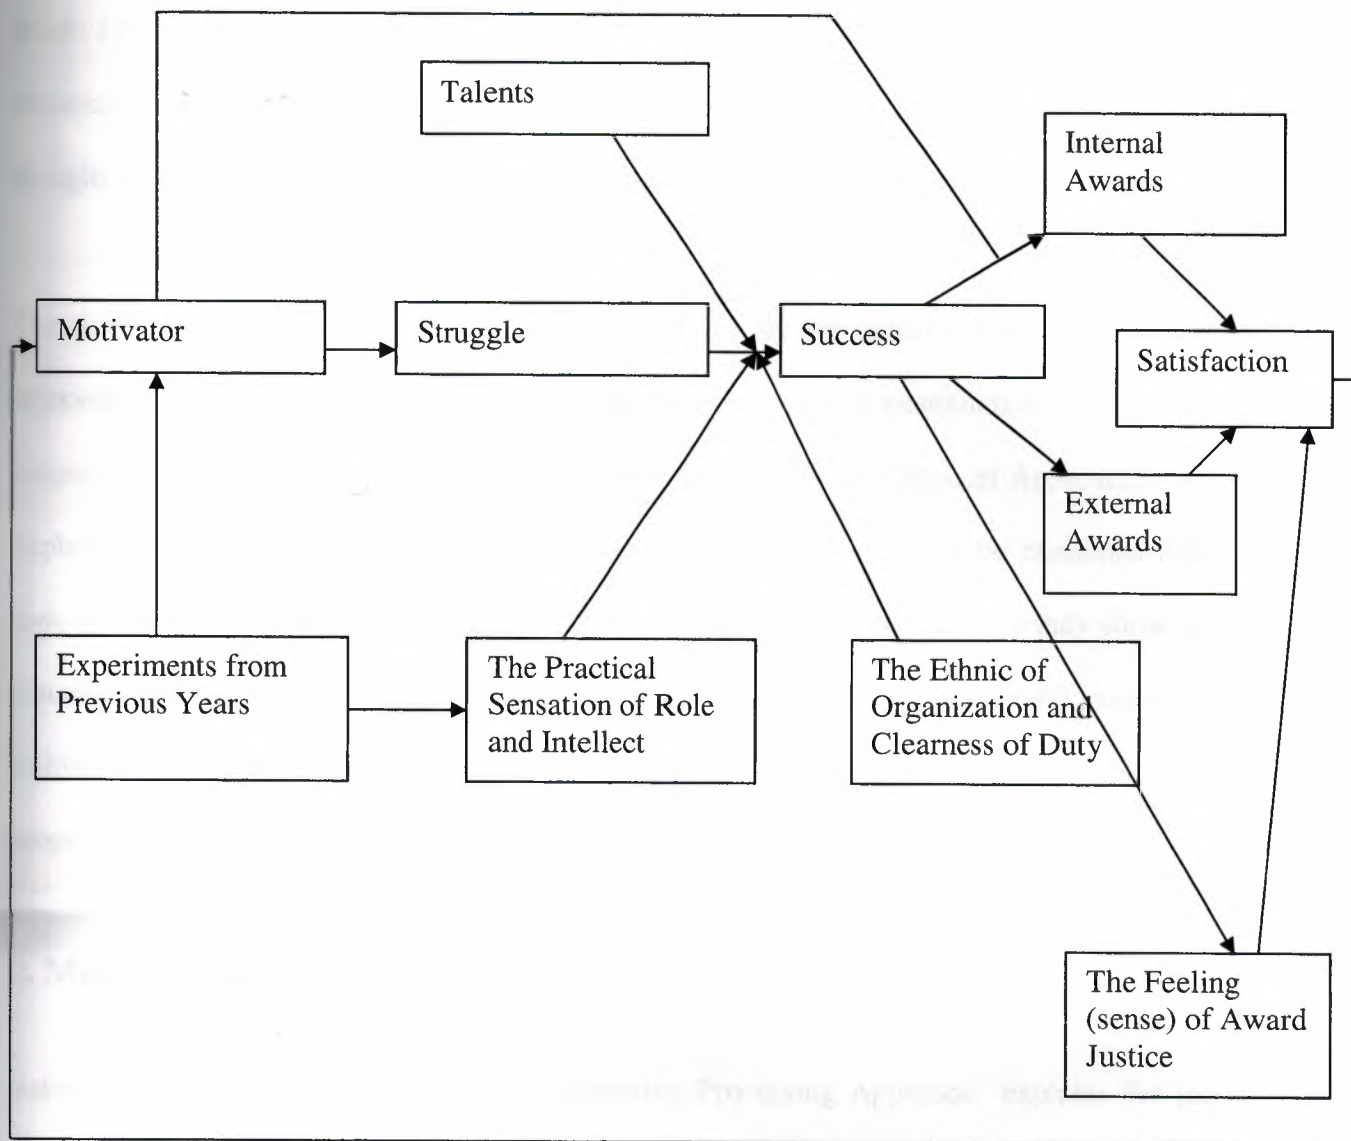 Talents
Internal
Awards
Motivator
Struggle
Success
Satisfaction
External
Awards
Experiments from
Previous Years
The Practical
Sensation of Role
and Intellect
The Ethnic of
Organization and
Clearness of Duty
The Feeling
(sense) of Award
Justice
Processing